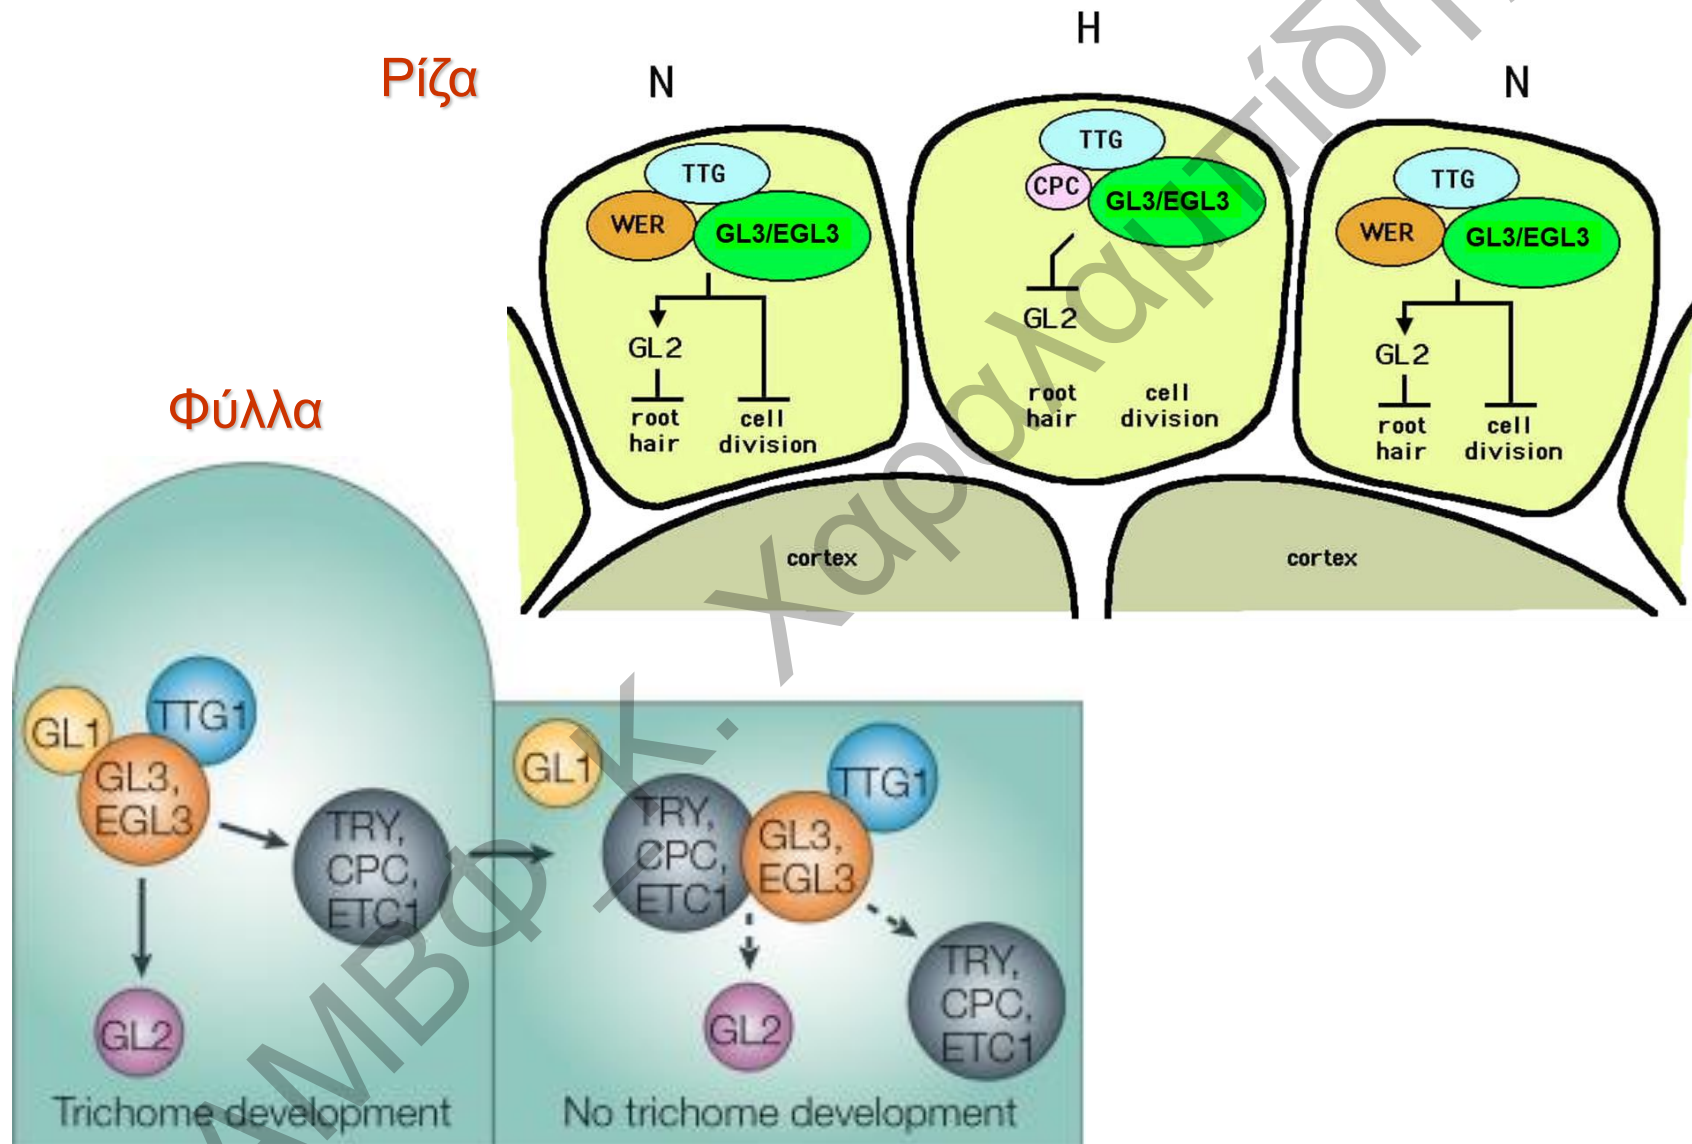 Ρίζα
N
H
N
TTG
WER
GL3/EGL3
GL2
root
hair
cell
division
TTG
CPC
GL3/EGL3
GL2
root
hair
cell
division
TTG
WER
GL3/EGL3
GL2
root
hair
cell
division
cortex
cortex
Φύλλα
GL1
TTG1
GL3,
EGL3
TRY,
CPC,
ETC1
GL2
Trichome development
GL1
TRY,
CPC,
ETC1
GL3,
EGL3
TTG1
GL2
TRY,
CPC,
ETC1
No trichome development
ΑΜΒΦ_Κ. Χαραλαμπίδη